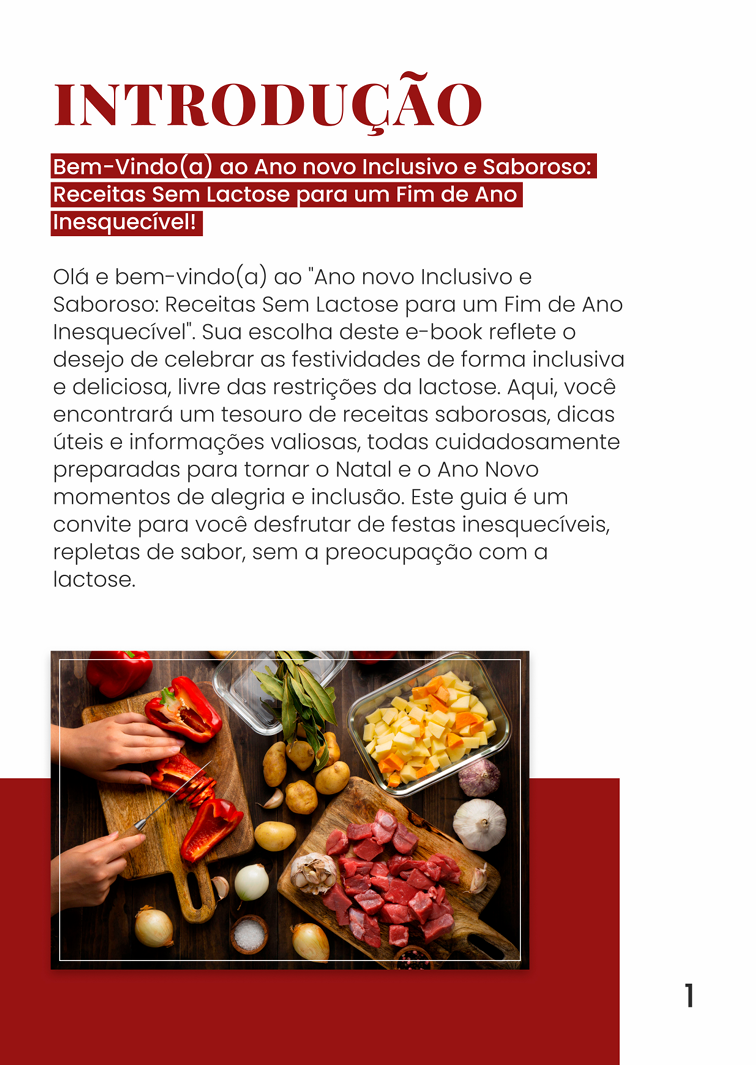 INTRODUÇÃO
Bem-Vindo(a) ao Ano novo Inclusivo e Saboroso:
Receitas Sem Lactose para um Fim de Ano
Inesquecível!
Olá e bem-vindo(a) ao "Ano novo Inclusivo e
Saboroso: Receitas Sem Lactose para um Fim de Ano
Inesquecível". Sua escolha deste e-book reflete o
desejo de celebrar as festividades de forma inclusiva
e deliciosa, livre das restrições da lactose. Aqui, você
encontrará um tesouro de receitas saborosas, dicas
úteis e informações valiosas, todas cuidadosamente
preparadas para tornar o Natal e o Ano Novo
momentos de alegria e inclusão. Este guia é um
convite para você desfrutar de festas inesquecíveis,
repletas de sabor, sem a preocupação com a
lactose.
1